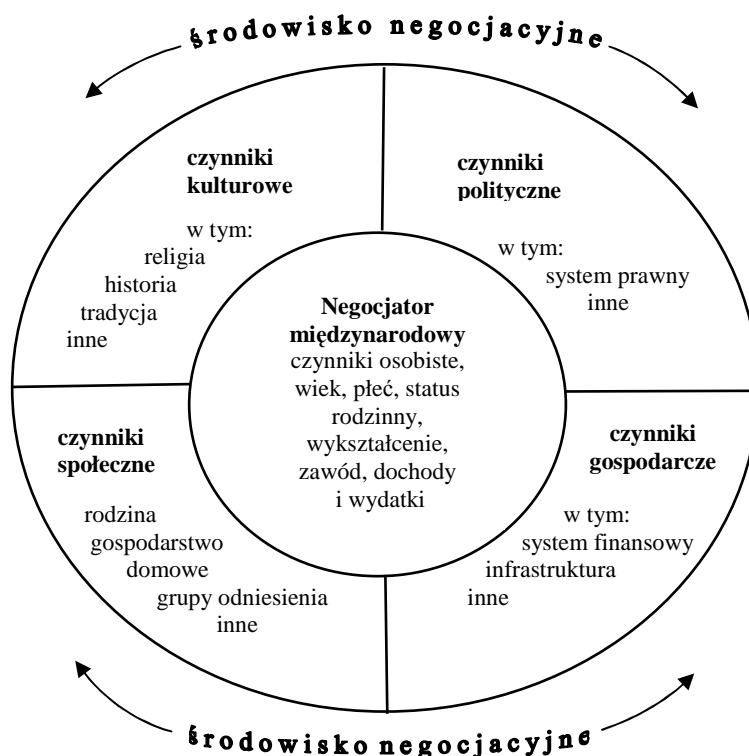 środowisko negocjacyjne
czynniki
kulturowe
w tym:
religia
historia
tradycja
inne
czynniki
polityczne
w tym:
system prawny
inne
Negocjator
międzynarodowy
czynniki osobiste,
wiek, płeć, status
rodzinny,
wykształcenie,
zawód, dochody
i wydatki
czynniki
społeczne
rodzina
gospodarstwo
domowe
grupy odniesienia
inne
czynniki
gospodarcze
w tym:
system finansowy
infrastruktura
inne
środowisko negocjacyjne